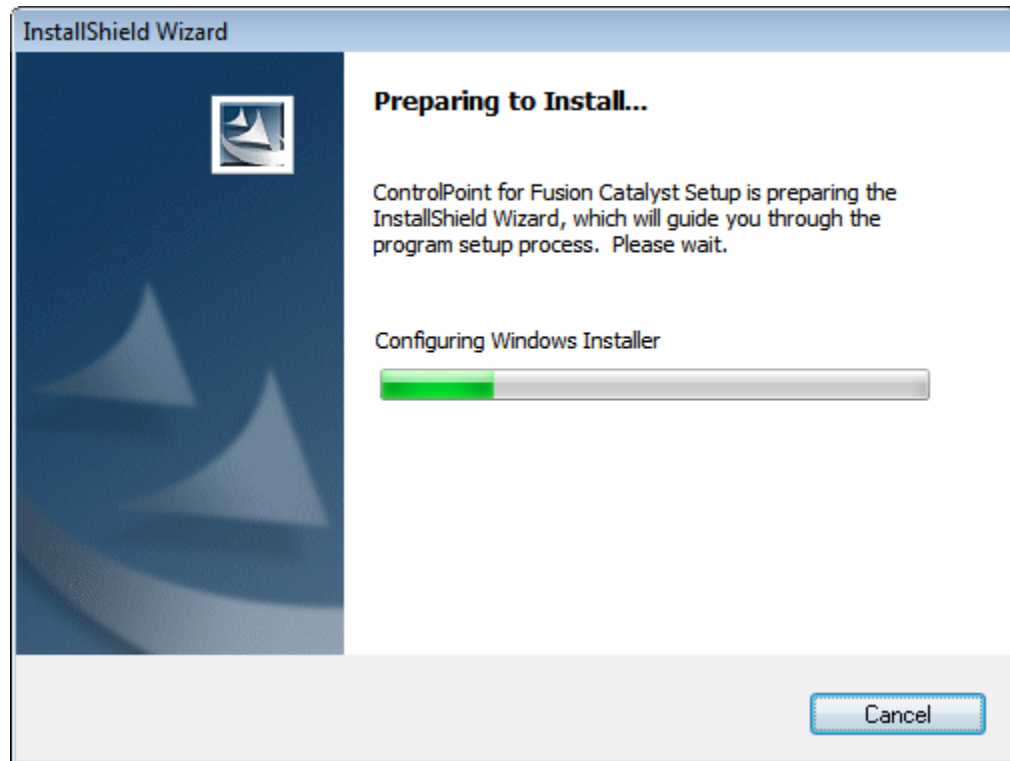 InstallShield Wizard
Preparing to Install...
ControlPoint for Fusion Catalyst Setup is preparing the
InstallShield Wizard, which will guide you through the
program setup process.  Please wait.
Configuring Windows Installer
Cancel